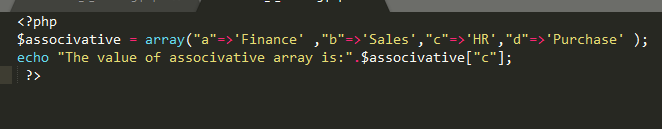 <?php
$associvative = array("a"=>'Finance' ,"b"=>'Sales',"c"=>'HR',"d"=>'Purchase' );
echo "The value of associvative array is:".$associvative["c"];
?>